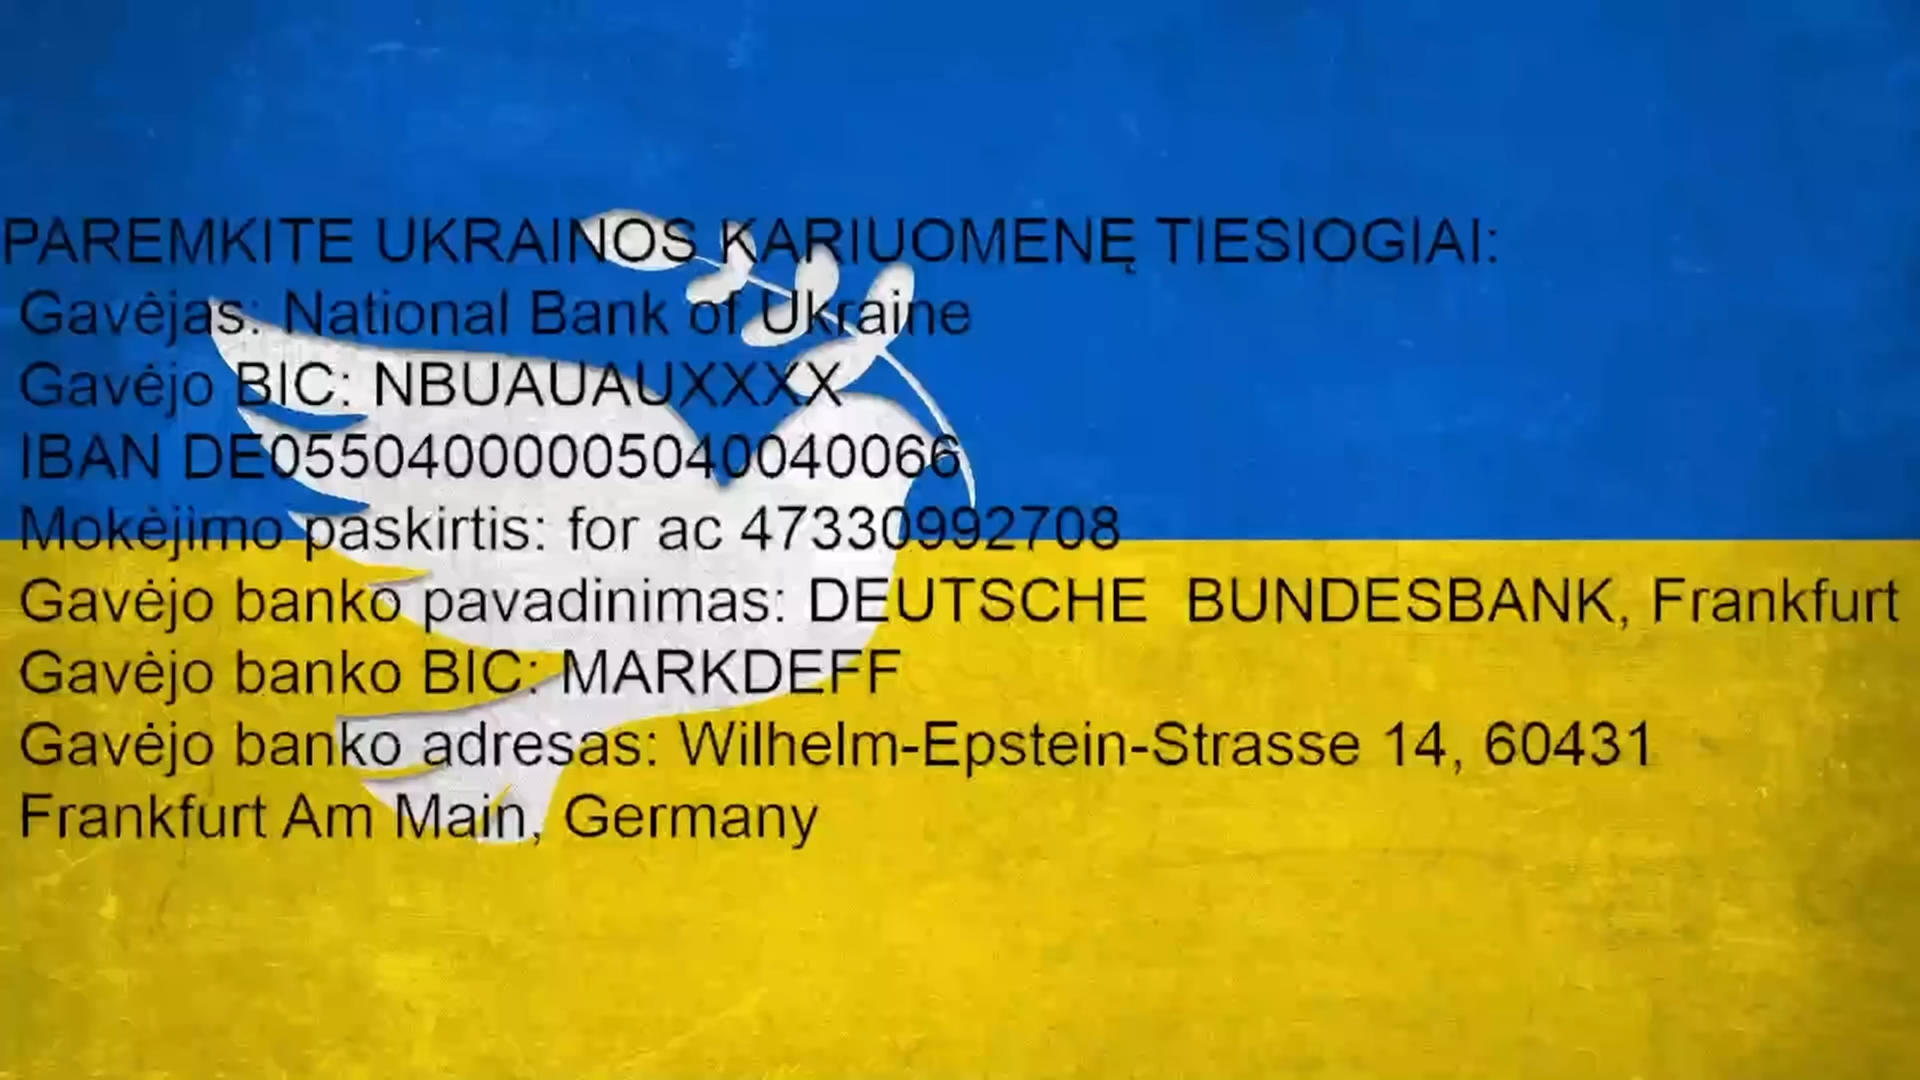 PAREMKITE UKRAINOS KARIUOMENĘ TIESIOGIAI:
Gavėjas: National Bank of Ukraine
Gavėjo BIC: NBUAUAUXXXX
IBAN DE05504000005040040066
Mokėjimo paskirtis: for ac 47330992708
Gavėjo banko pavadinimas: DEUTSCHE BUNDESBANK, Frankfurt
Gavėjo banko BIC: MARKDEFF
Gavėjo banko adresas: Wilhelm-Epstein-Strasse 14, 60431
Frankfurt Am Main, Germany